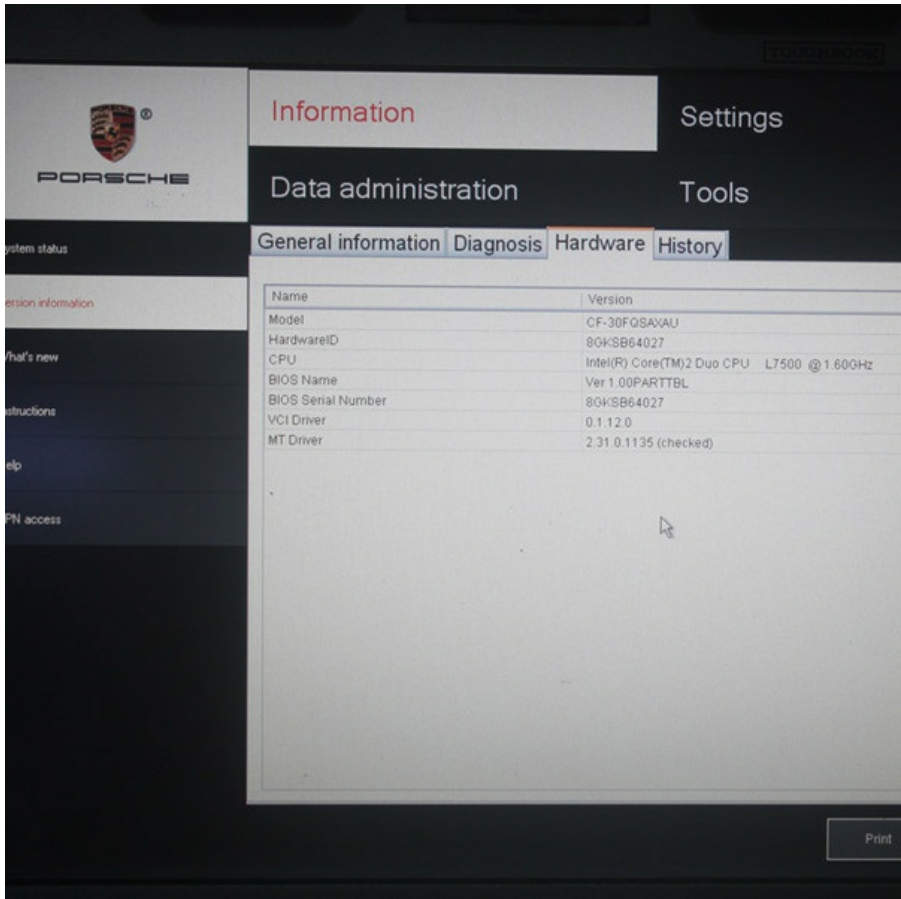 TOUGHBOOK
Information
Settings
®
PORSCHE
Data administration
Tools
ystem status
General information Diagnosis Hardware History
ersion information
Name Version
Model CF-30FQSAXAU
HardwareID 8GKSB64027
CPU Intel(R) Core(TM)2 Duo CPU L7500 @ 1.60GHz
BIOS Name Ver 1.00PARTTBL
BIOS Serial Number 8GKSB64027
VCI Driver 0.1.12.0
MT Driver 2.31.0.1135 (checked)
hat's new
structions
elp
PN access
Print